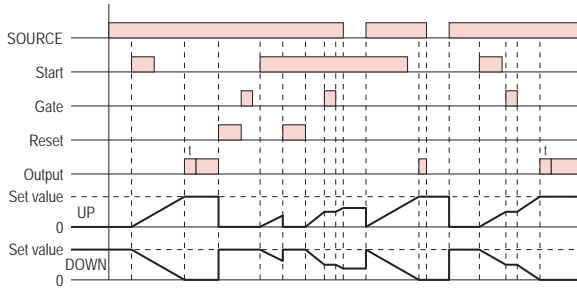 SOURCE
Start
Gate
Reset
t
t
Output
Set value
UP
0
Set value
DOWN
0